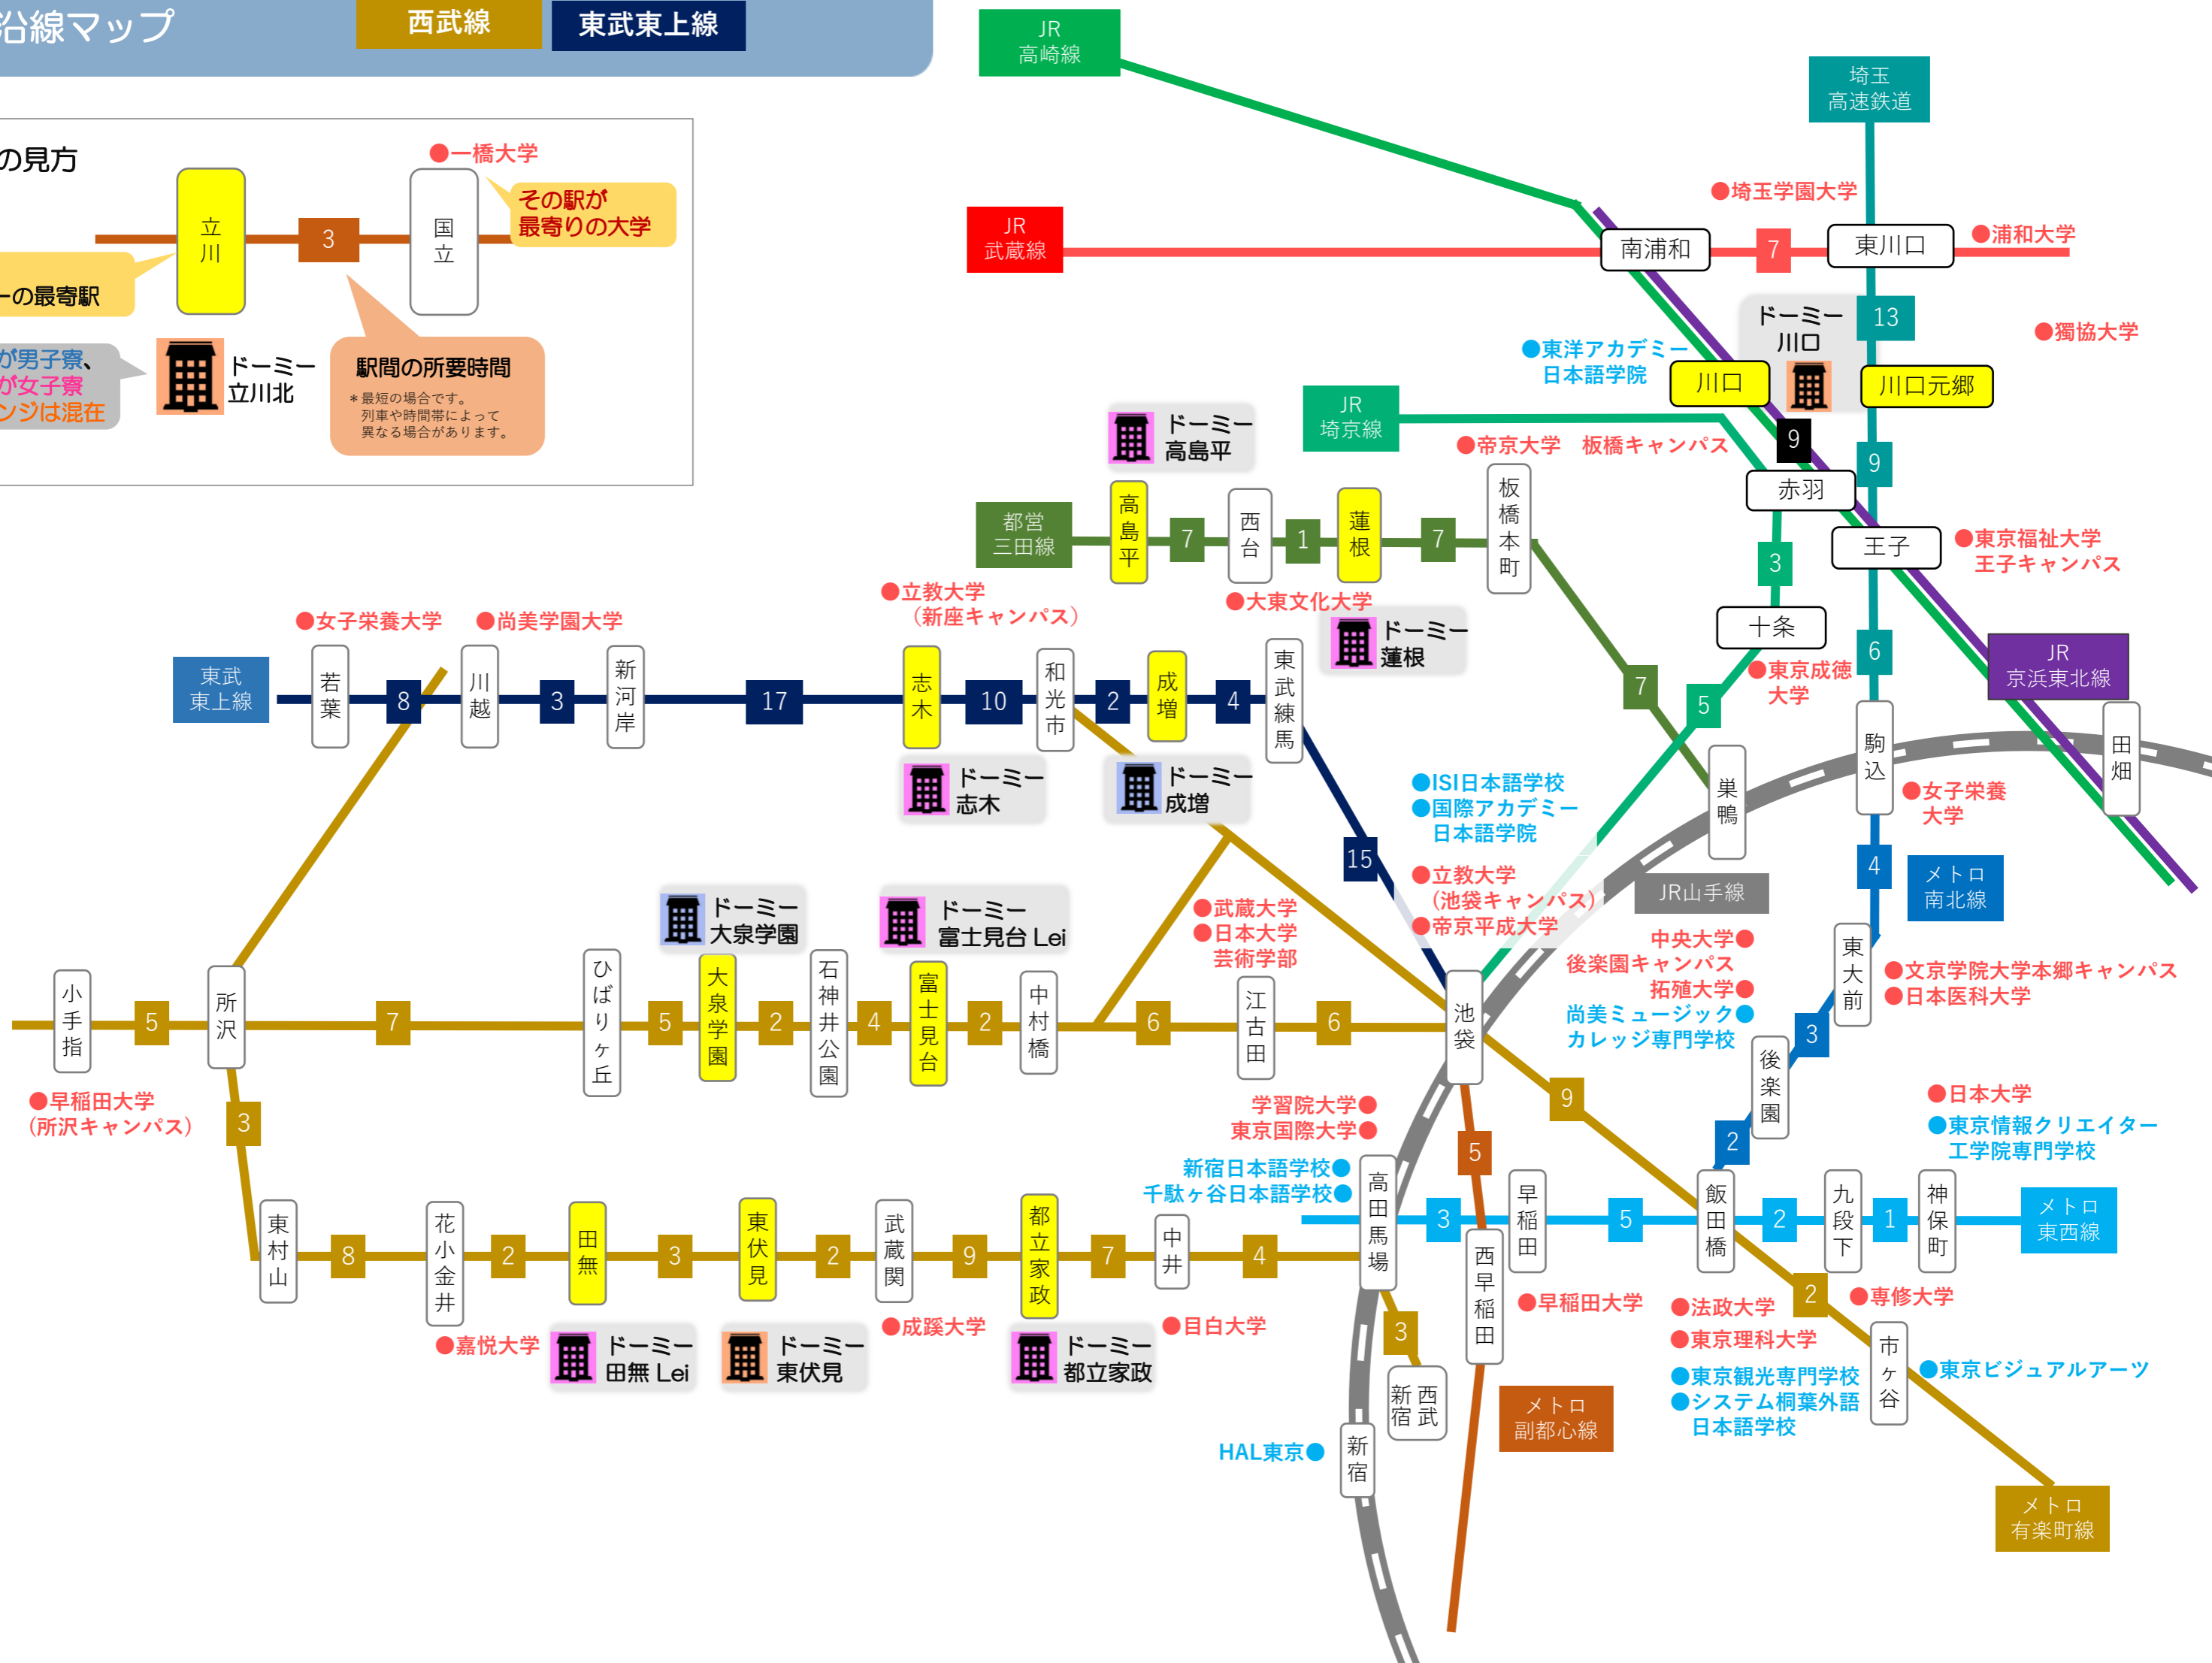 沿線マップ
西武線
東武東上線
の見方
立川
3
国立
●一橋大学
その駅が
最寄りの大学
ーの最寄駅
が男子寮、
が女子寮
ンジは混在
ドーミー
立川北
駅間の所要時間
＊最短の場合です。
列車や時間帯によって
異なる場合があります。
JR
高崎線
埼玉
高速鉄道
JR
武蔵線
●埼玉学園大学
南浦和
7
東川口
●浦和大学
ドーミー
川口
13
●獨協大学
●東洋アカデミー
日本語学院
川口
川口元郷
JR
埼京線
9
9
●帝京大学　板橋キャンパス
赤羽
ドーミー
高島平
都営
三田線
高島平
7
西台
1
蓮根
7
板橋本町
王子
●東京福祉大学
王子キャンパス
3
●大東文化大学
ドーミー
蓮根
十条
6
●東京成徳
大学
JR
京浜東北線
7
5
●女子栄養大学
●尚美学園大学
●立教大学
（新座キャンパス）
東武
東上線
若葉
8
川越
3
新河岸
17
志木
10
和光市
2
成増
4
東武練馬
ドーミー
志木
ドーミー
成増
15
●ISI日本語学校
●国際アカデミー
日本語学院
●立教大学
（池袋キャンパス）
●帝京平成大学
巣鴨
駒込
田畑
●女子栄養
大学
JR山手線
4
メトロ
南北線
ドーミー
大泉学園
ドーミー
富士見台 Lei
●武蔵大学
●日本大学
芸術学部
小手指
5
所沢
7
ひばりヶ丘
5
大泉学園
2
石神井公園
4
富士見台
2
中村橋
6
江古田
6
池袋
中央大学●
後楽園キャンパス
拓殖大学●
尚美ミュージック●
カレッジ専門学校
東大前
●文京学院大学本郷キャンパス
●日本医科大学
3
後楽園
2
9
●早稲田大学
(所沢キャンパス)
3
学習院大学●
東京国際大学●
新宿日本語学校●
千駄ヶ谷日本語学校●
5
●日本大学
●東京情報クリエイター
工学院専門学校
高田馬場
3
早稲田
5
飯田橋
2
九段下
1
神保町
メトロ
東西線
東村山
8
花小金井
2
田無
3
東伏見
2
武蔵関
9
都立家政
7
中井
4
西早稲田
●嘉悦大学
ドーミー
田無 Lei
ドーミー
東伏見
●成蹊大学
ドーミー
都立家政
●目白大学
3
西武
新宿
●早稲田大学
●法政大学
●東京理科大学
●東京観光専門学校
●システム桐葉外語
日本語学校
2
●専修大学
市ヶ谷
●東京ビジュアルアーツ
HAL東京●
新宿
メトロ
副都心線
メトロ
有楽町線